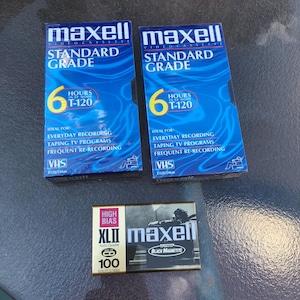 maxell
VIDEOCASSETTE
STANDARD
GRADE
6 HOURS
T-120
IDEAL FOR:
EVERYDAY RECORDING
TAPING TV PROGRAMS
FREQUENT RE-RECORDING
VHS
maxell
VIDEOCASSETTE
STANDARD
GRADE
6 HOURS
T-120
IDEAL FOR:
EVERYDAY RECORDING
TAPING TV PROGRAMS
FREQUENT RE-RECORDING
VHS
HIGH
BIAS
XLII
100
maxell
BLACK MAGNETITE